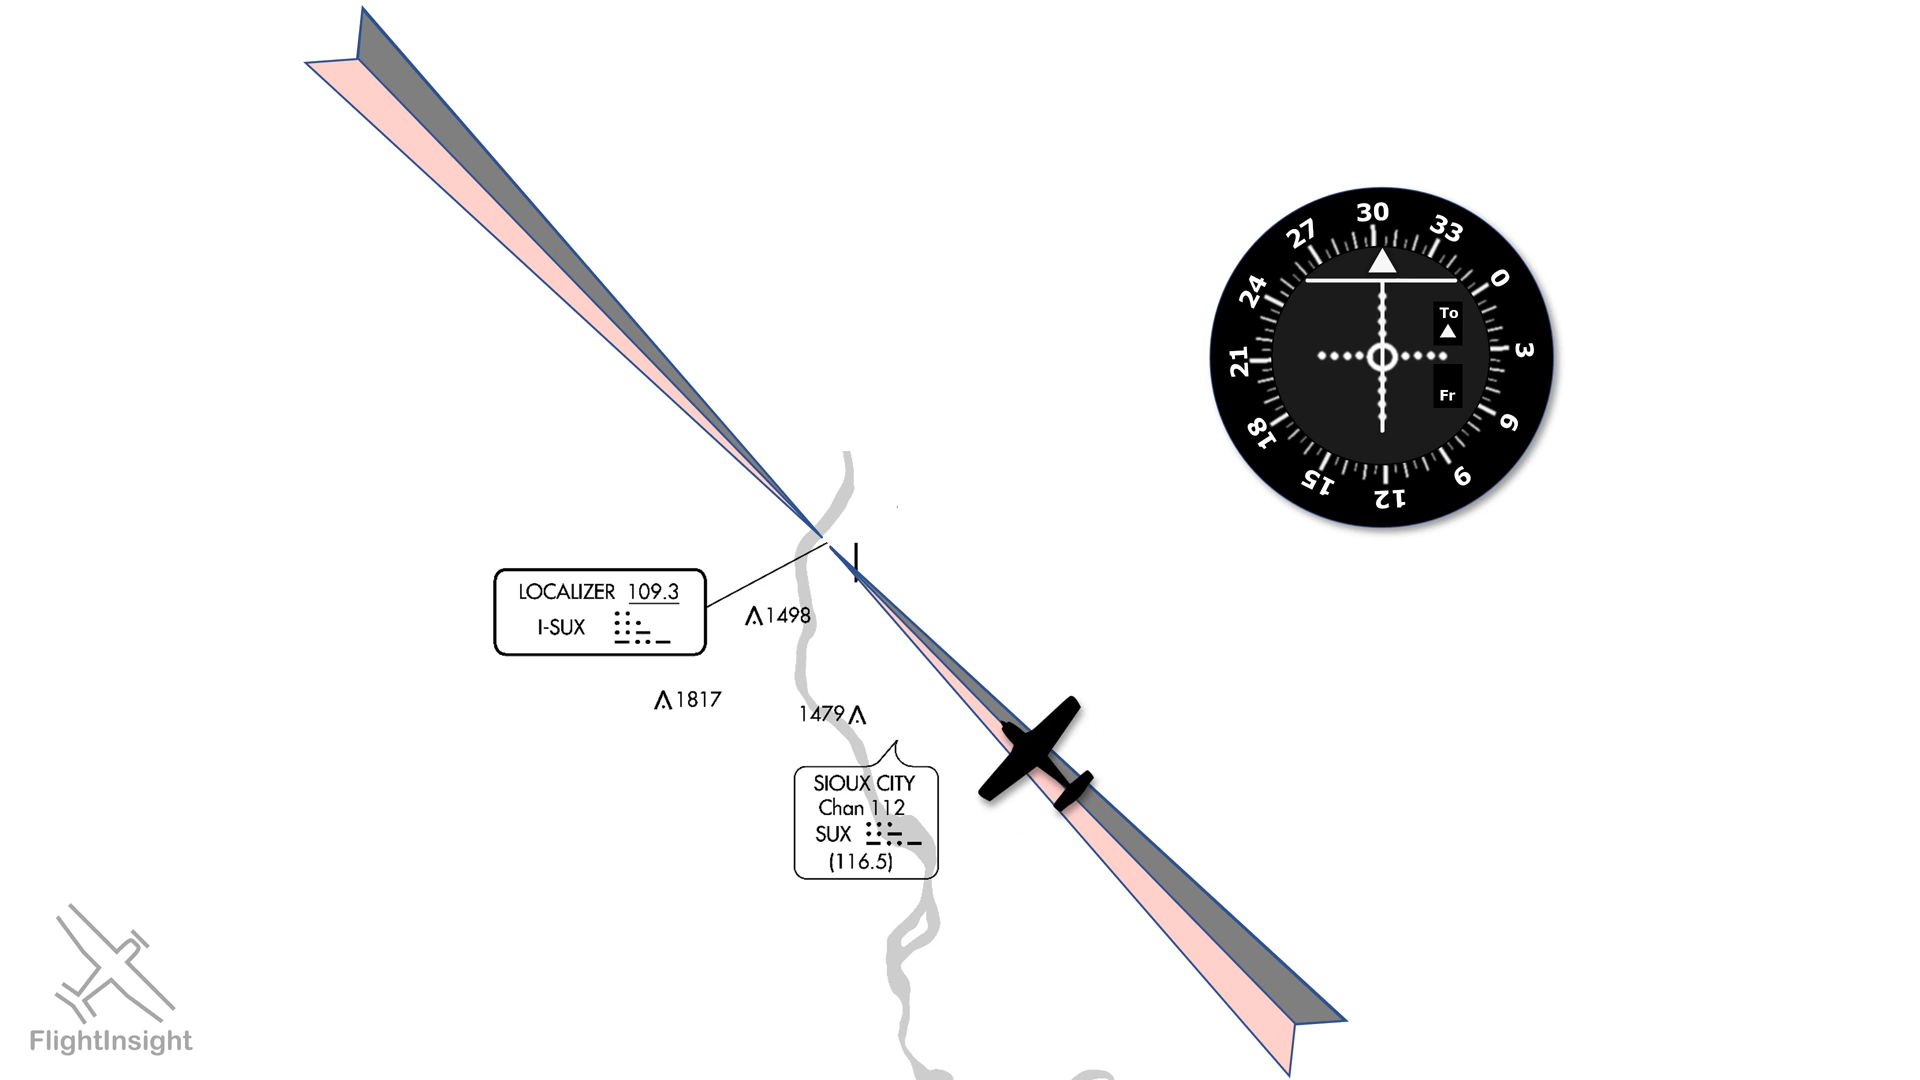 30
33
0
3
6
9
12
15
18
21
24
27
To
Fr
LOCALIZER 109.3
I-SUX
1498
1817
1479
SIOUX CITY
Chan 112
SUX
(116.5)
FlightInsight